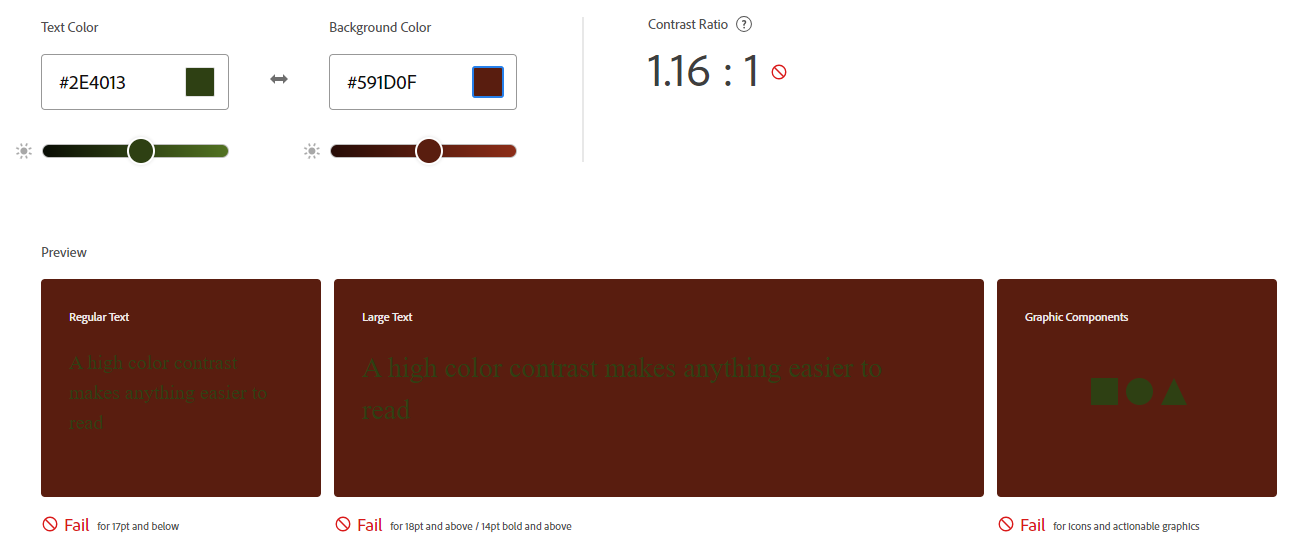 Text Color
Background Color
Contrast Ratio ?
#2E4013
#591D0F
1.16 : 1
Preview
Regular Text
A high color contrast
makes anything easier to
read
Large Text
A high color contrast makes anything easier to
read
Graphic Components
Fail for 17pt and below
Fail for 18pt and above / 14pt bold and above
Fail for icons and actionable graphics